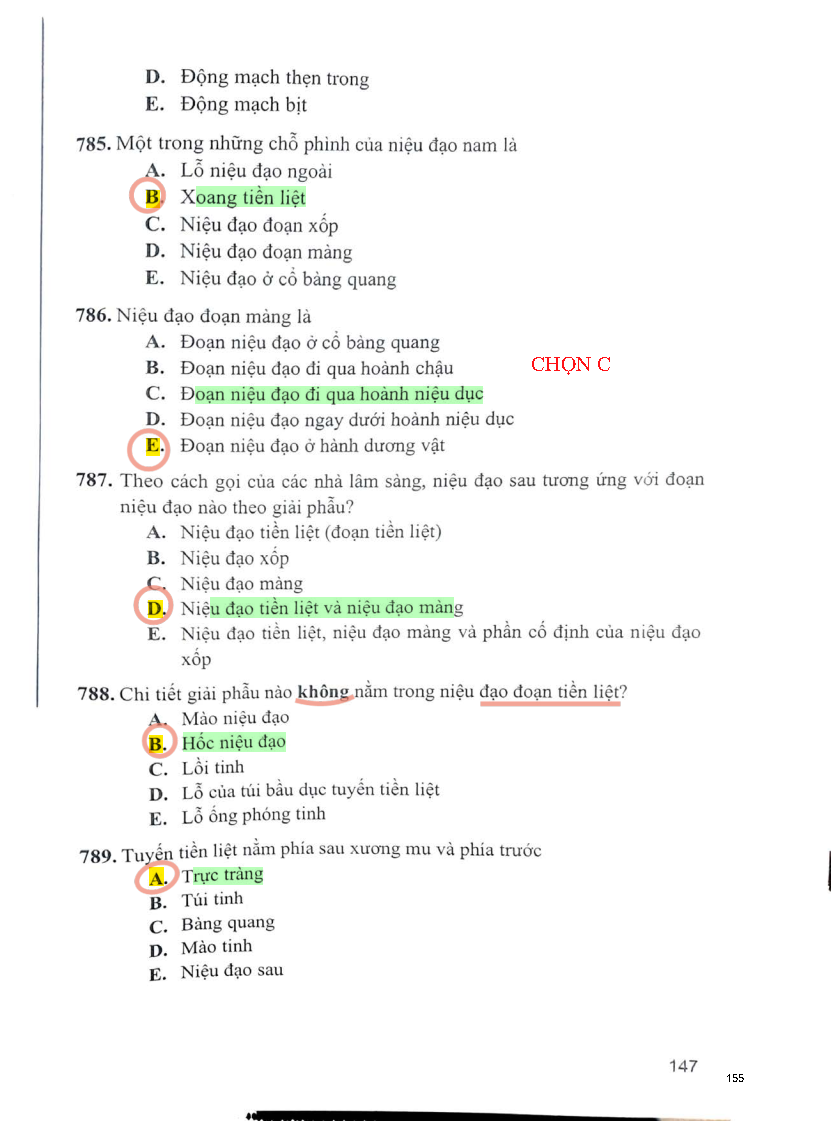 D. Động mạch thẹn trong
E. Động mạch bịt
785. Một trong những chỗ phình của niệu đạo nam là
A. Lỗ niệu đạo ngoài
B. Xoang tiền liệt
C. Niệu đạo đoạn xốp
D. Niệu đạo đoạn màng
E. Niệu đạo ở cổ bàng quang
786. Niệu đạo đoạn màng là
A. Đoạn niệu đạo ở cổ bàng quang
B. Đoạn niệu đạo đi qua hoành chậu
CHỌN C
C. Đoạn niệu đạo đi qua hoành niệu dục
D. Đoạn niệu đạo ngay dưới hoành niệu dục
E. Đoạn niệu đạo ở hành dương vật
787. Theo cách gọi của các nhà lâm sàng, niệu đạo sau tương ứng với đoạn
niệu đạo nào theo giải phẫu?
A. Niệu đạo tiền liệt (đoạn tiền liệt)
B. Niệu đạo xốp
C. Niệu đạo màng
D. Niệu đạo tiền liệt và niệu đạo màng
E. Niệu đạo tiền liệt, niệu đạo màng và phần cố định của niệu đạo
xốp
788. Chi tiết giải phẫu nào không nằm trong niệu đạo đoạn tiền liệt?
A. Mào niệu đạo
B. Hốc niệu đạo
C. Lồi tinh
D. Lỗ của túi bầu dục tuyến tiền liệt
E. Lỗ ống phóng tinh
789. Tuyến tiền liệt nằm phía sau xương mu và phía trước
A. Trực tràng
B. Túi tinh
C. Bàng quang
D. Mào tinh
E. Niệu đạo sau
147
155